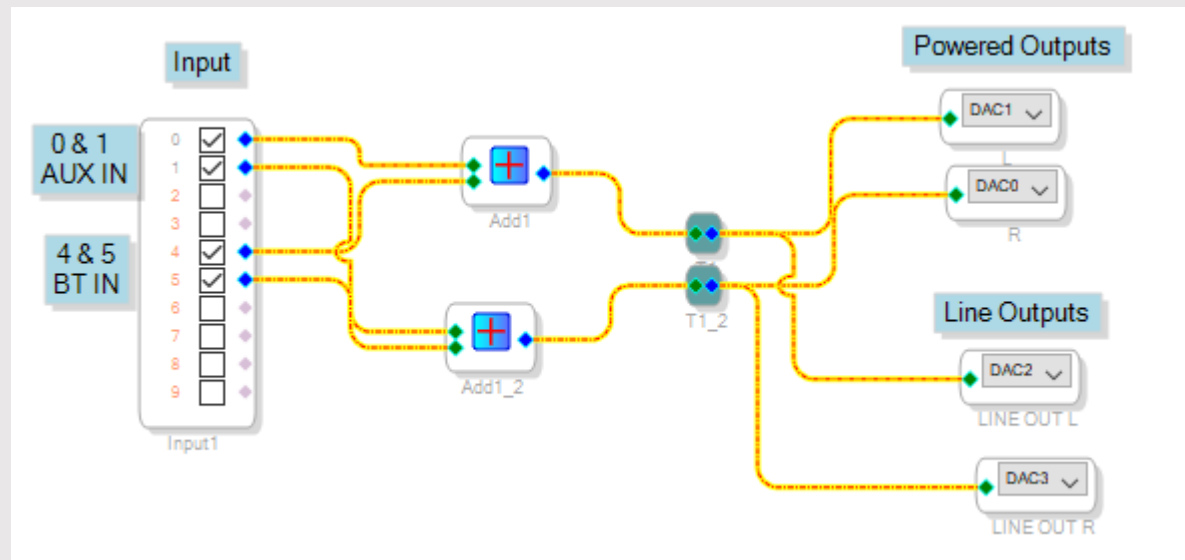 Input
0 & 1
AUX IN
4 & 5
BT IN
0
1
2
3
4
5
6
7
8
9
Input1
Add1
Add1_2
T1_2
Powered Outputs
DAC1
L
DAC0
R
Line Outputs
DAC2
LINE OUT L
DAC3
LINE OUT R